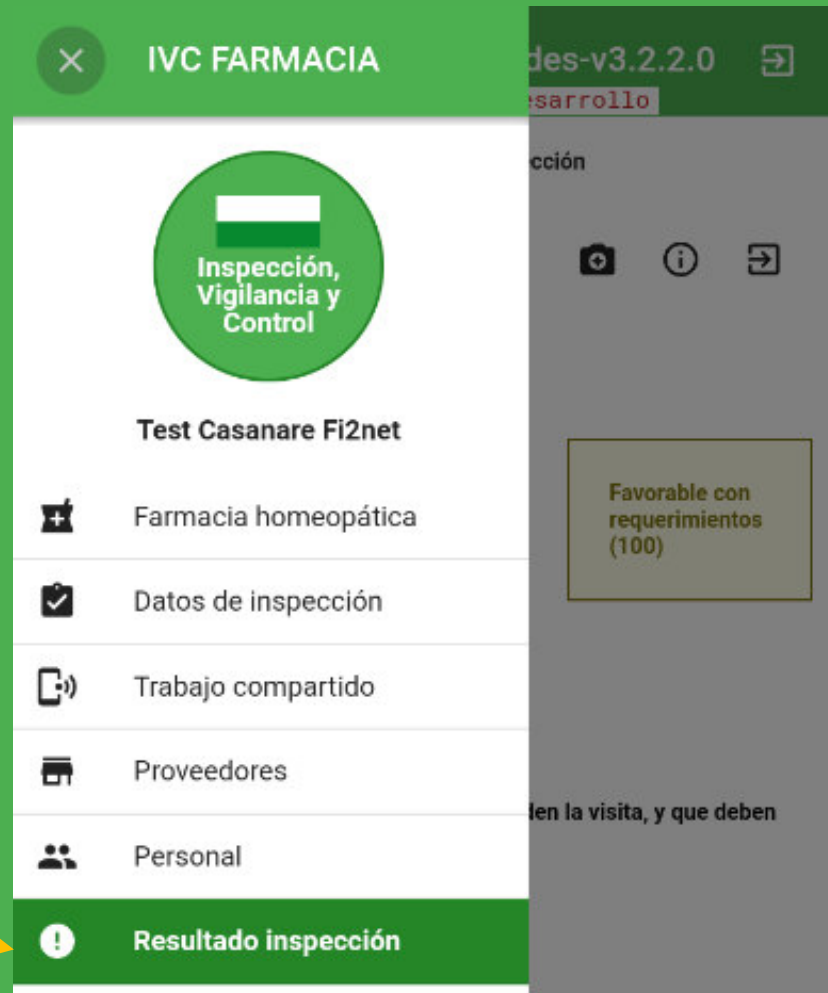 IVC FARMACIA
des-v3.2.2.0
esarrollo
cción
Inspección,
Vigilancia y
Control
Test Casanare Fi2net
Farmacia homeopática
Favorable con
requerimientos
(100)
Datos de inspección
Trabajo compartido
Proveedores
den la visita, y que deben
Personal
Resultado inspección